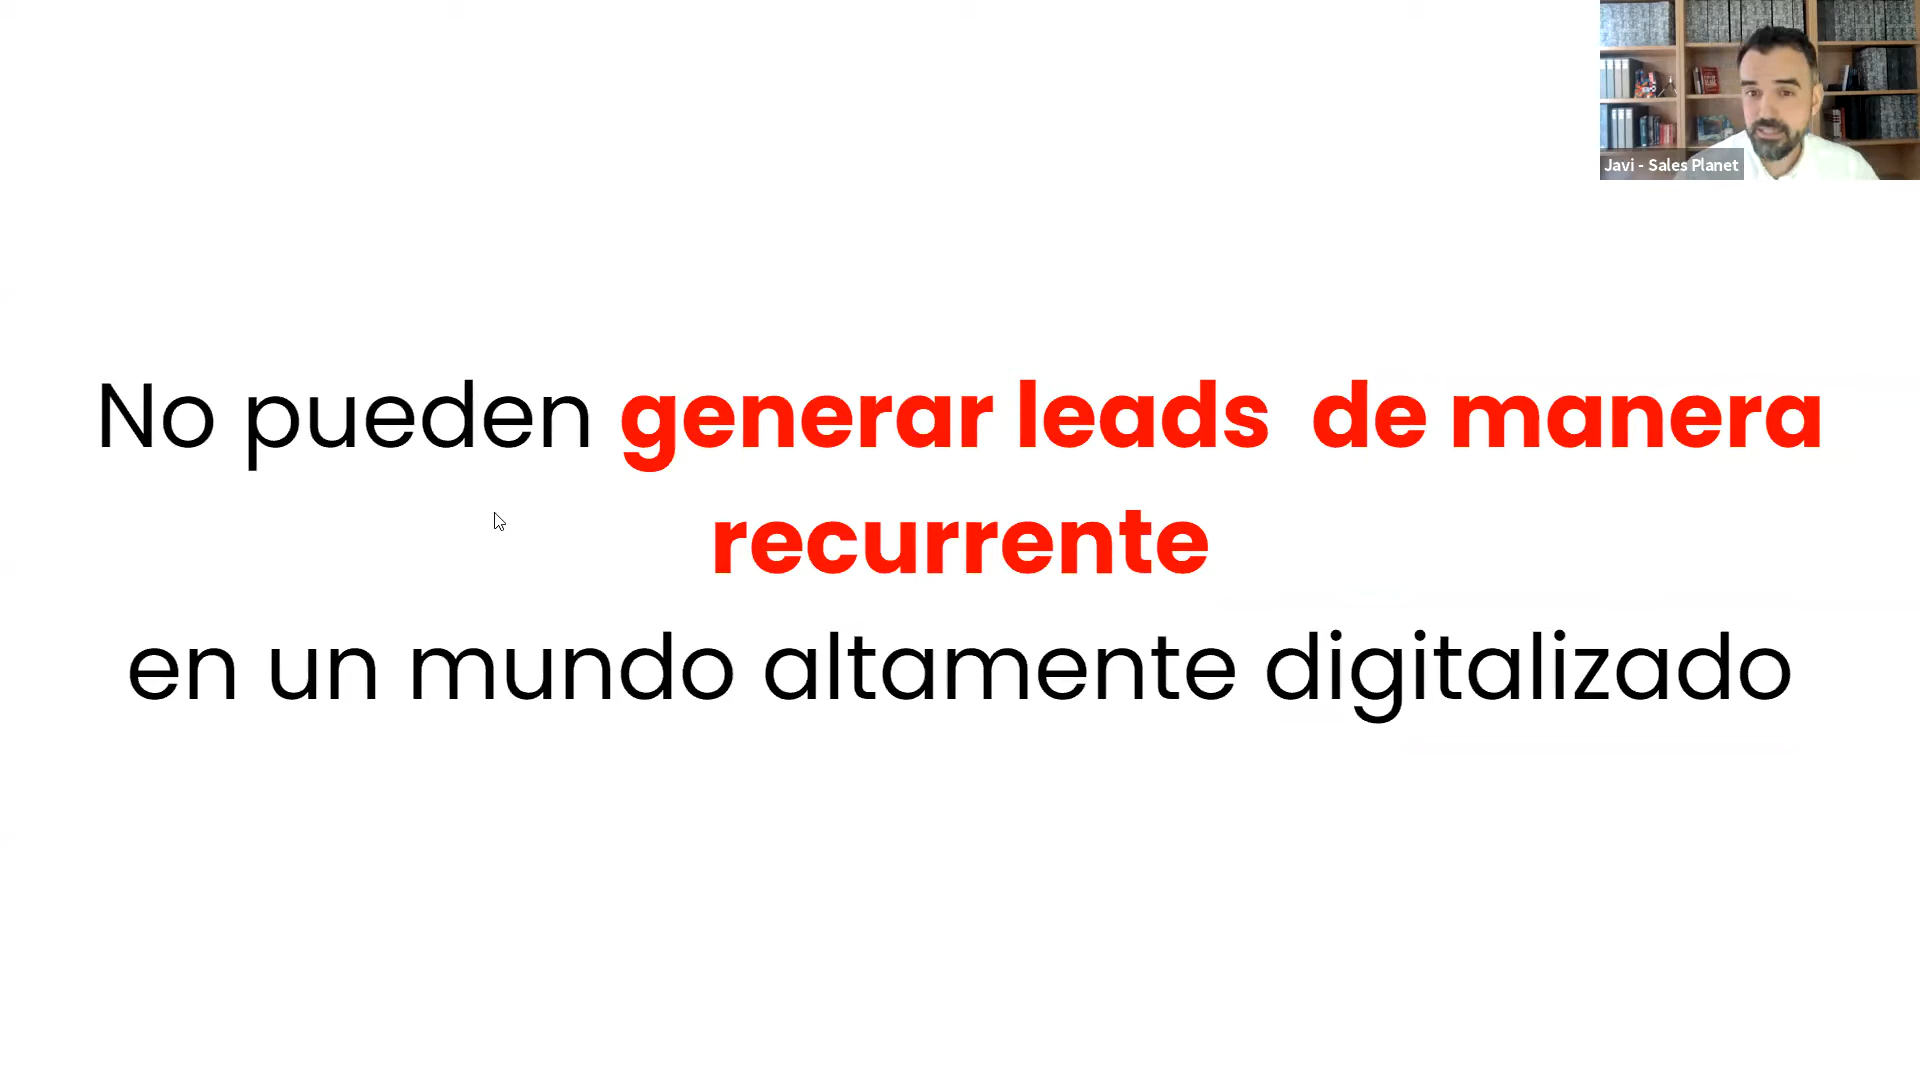 Javi - Sales Planet
No pueden generar leads de manera
recurrente
en un mundo altamente digitalizado